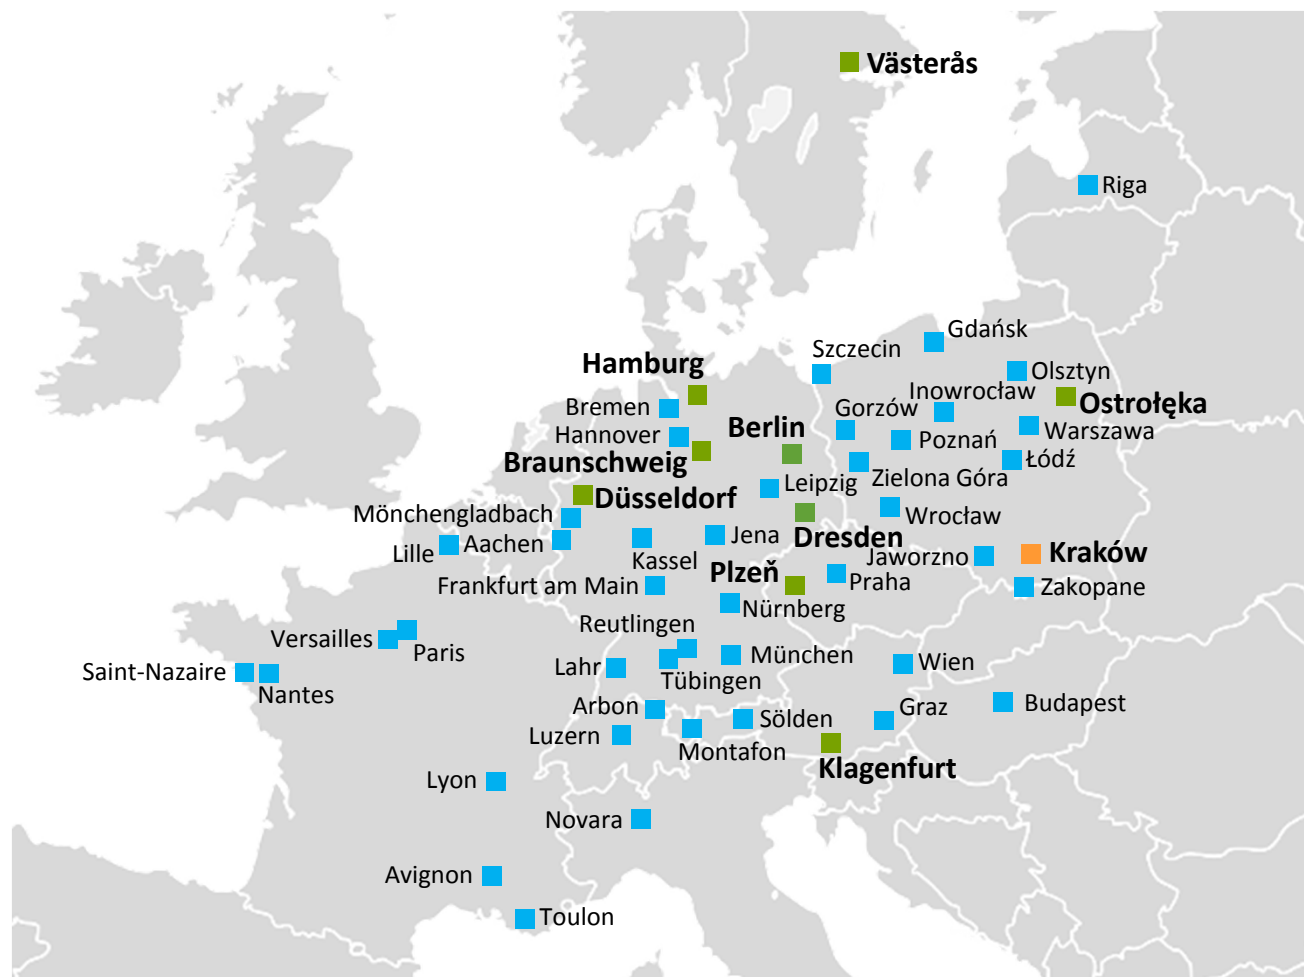 Västerås
Riga
Gdańsk
Szczecin
Hamburg
Olsztyn
Inowrocław
Ostrołęka
Bremen
Gorzów
Berlin
Warszawa
Hannover
Poznań
Braunschweig
Łódź
Zielona Góra
Leipzig
Düsseldorf
Mönchengladbach
Wrocław
Jena
Dresden
Lille
Aachen
Kassel
Jaworzno
Kraków
Plzeň
Praha
Frankfurt am Main
Zakopane
Nürnberg
Reutlingen
Versailles
Paris
München
Wien
Lahr
Saint-Nazaire
Tübingen
Nantes
Budapest
Arbon
Graz
Sölden
Luzern
Montafon
Klagenfurt
Lyon
Novara
Avignon
Toulon